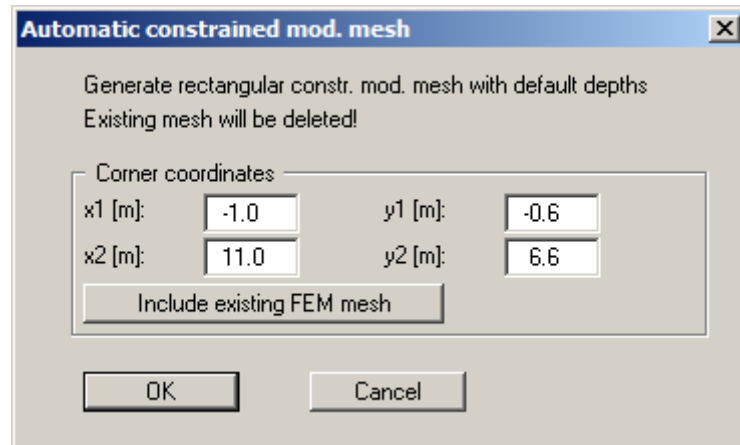 Automatic constrained mod. mesh
Generate rectangular constr. mod. mesh with default depths
Existing mesh will be deleted!
Corner coordinates
x1 [m]: -1.0 y1 [m]: -0.6
x2 [m]: 11.0 y2 [m]: 6.6
Include existing FEM mesh
OK Cancel